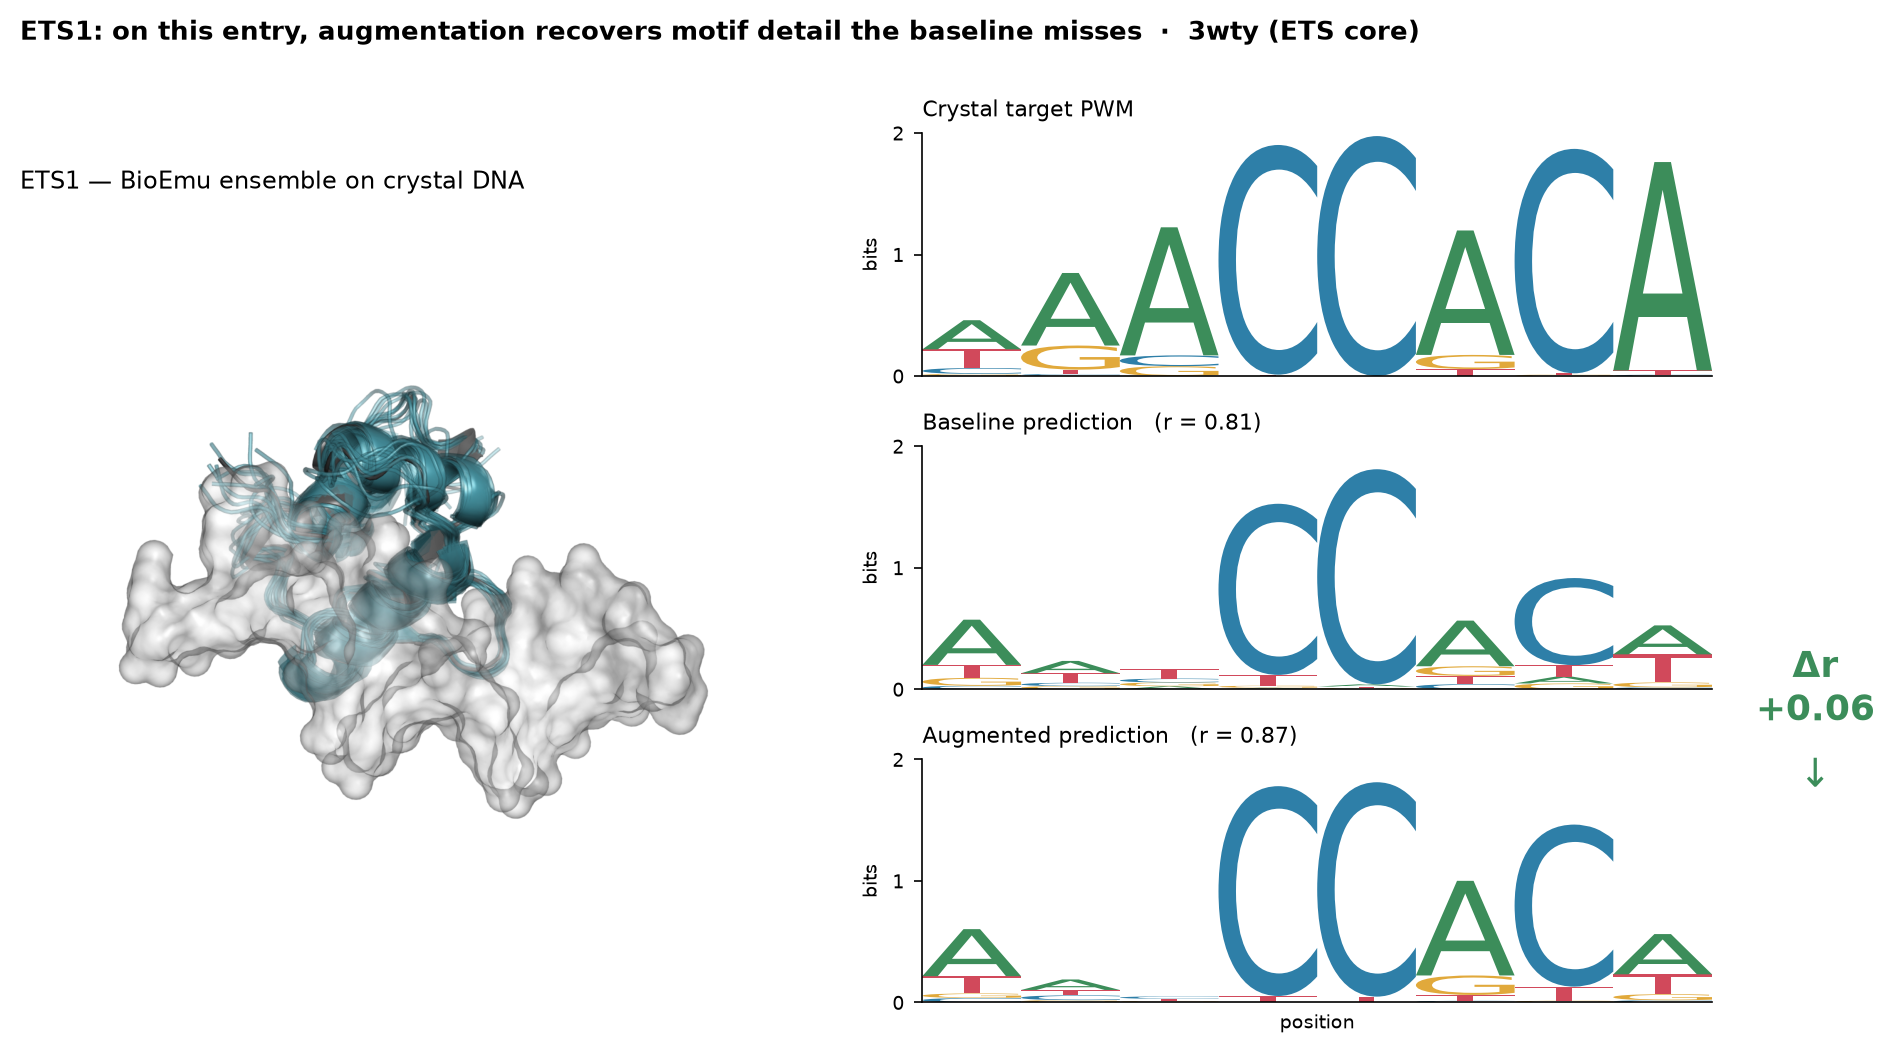 ETS1: on this entry, augmentation recovers motif detail the baseline misses · 3wty (ETS core)
ETS1 — BioEmu ensemble on crystal DNA
Crystal target PWM
2
1
0
bits
Baseline prediction (r = 0.81)
2
1
0
bits
Augmented prediction (r = 0.87)
2
1
0
bits
position
Δr
+0.06
↓